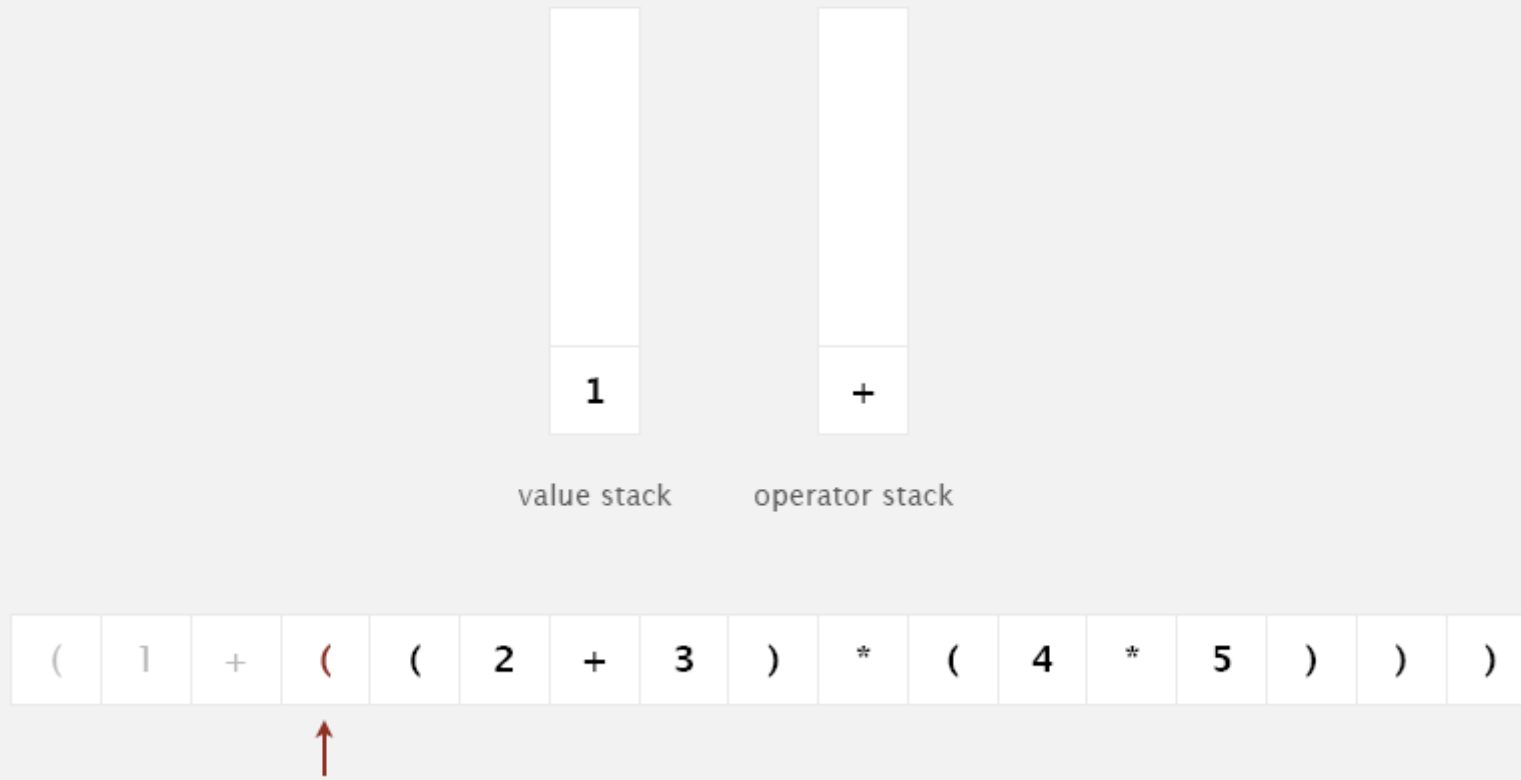 1 +
value stack operator stack
( 1 + ( ( 2 + 3 ) * ( 4 * 5 ) ) )